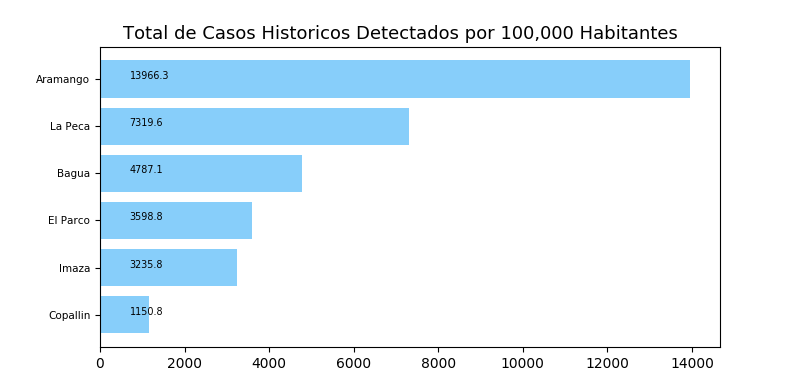 Total de Casos Historicos Detectados por 100,000 Habitantes
Aramango 13966.3
La Peca 7319.6
Bagua 4787.1
El Parco 3598.8
Imaza 3235.8
Copallin 1150.8
0 2000 4000 6000 8000 10000 12000 14000